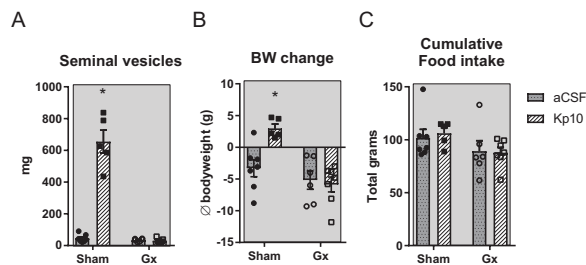 A
Seminal vesicles
mg
1000
800
600
400
200
0
*
Sham
Gx
B
BW change
∅ bodyweight (g)
10
5
0
-5
-10
-15
*
Sham
Gx
C
Cumulative
Food intake
Total grams
150
100
50
Sham
Gx
aCSF
Kp10